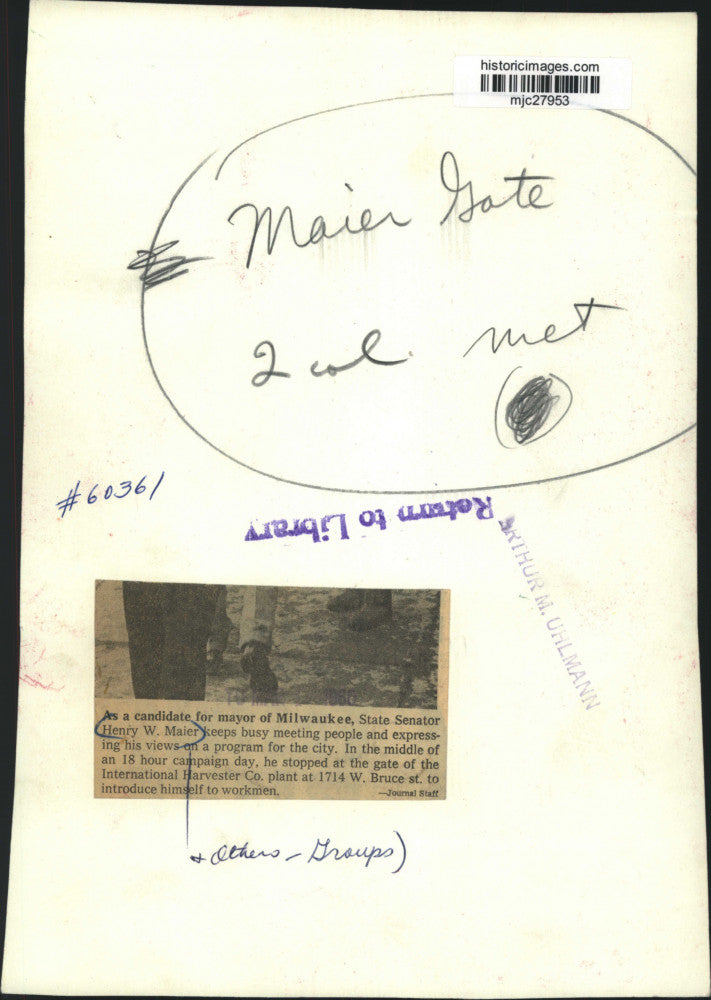 historicimages.com
mjc27953
Maier Gate
2 col. met
#60361
Return to Library
ARTHUR M. UHLMANN
As a candidate for mayor of Milwaukee, State Senator
Henry W. Maier keeps busy meeting people and express-
ing his views on a program for the city. In the middle of
an 18 hour campaign day, he stopped at the gate of the
International Harvester Co. plant at 1714 W. Bruce st. to
introduce himself to workmen.
—Journal Staff
+ Others - Groups)